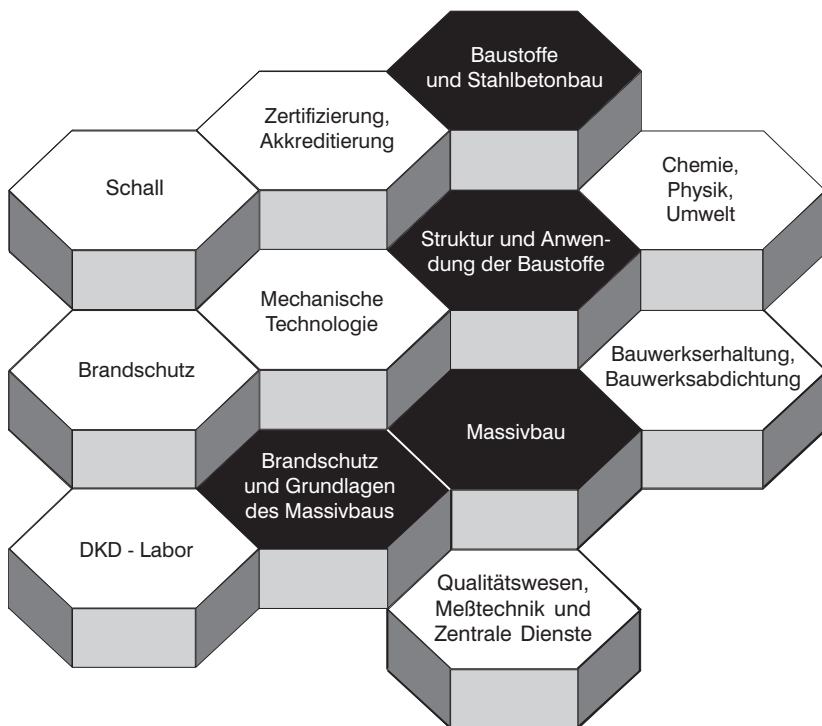 Baustoffe
und Stahlbetonbau
Zertifizierung,
Akkreditierung
Schall
Chemie,
Physik,
Umwelt
Struktur und Anwen-
dung der Baustoffe
Mechanische
Technologie
Brandschutz
Bauwerkserhaltung,
Bauwerksabdichtung
Massivbau
Brandschutz
und Grundlagen
des Massivbaus
DKD - Labor
Qualitätswesen,
Meßtechnik und
Zentrale Dienste